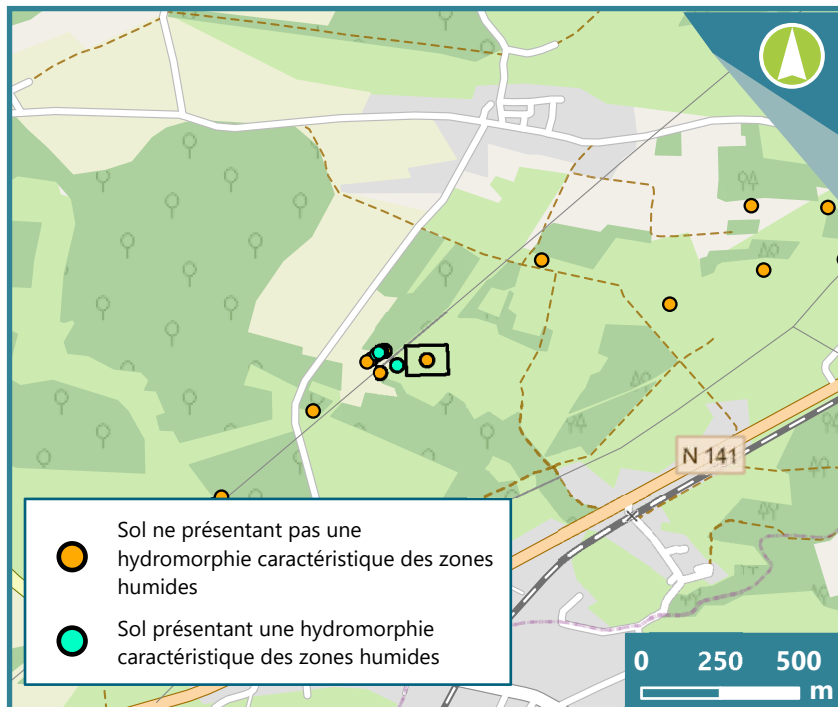 N 141
Sol ne présentant pas une
hydromorphie caractéristique des zones
humides
Sol présentant une hydromorphie
caractéristique des zones humides
0 250 500
m